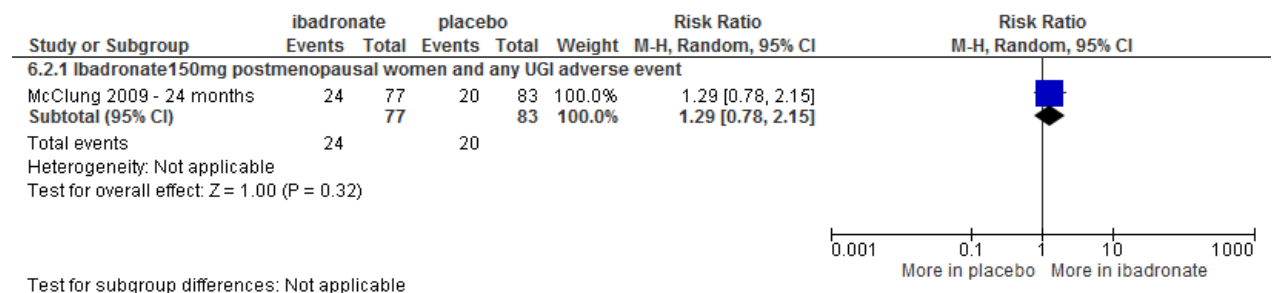 ibadronate placebo Risk Ratio Risk Ratio
Study or Subgroup Events Total Events Total Weight M-H, Random, 95% CI M-H, Random, 95% CI
6.2.1 Ibadronate150mg postmenopausal women and any UGI adverse event
McClung 2009 - 24 months 24 77 20 83 100.0% 1.29 [0.78, 2.15]
Subtotal (95% CI) 77 83 100.0% 1.29 [0.78, 2.15]
Total events 24 20
Heterogeneity: Not applicable
Test for overall effect: Z = 1.00 (P = 0.32)
0.001 0.1 1 10 1000
More in placebo More in ibadronate
Test for subgroup differences: Not applicable